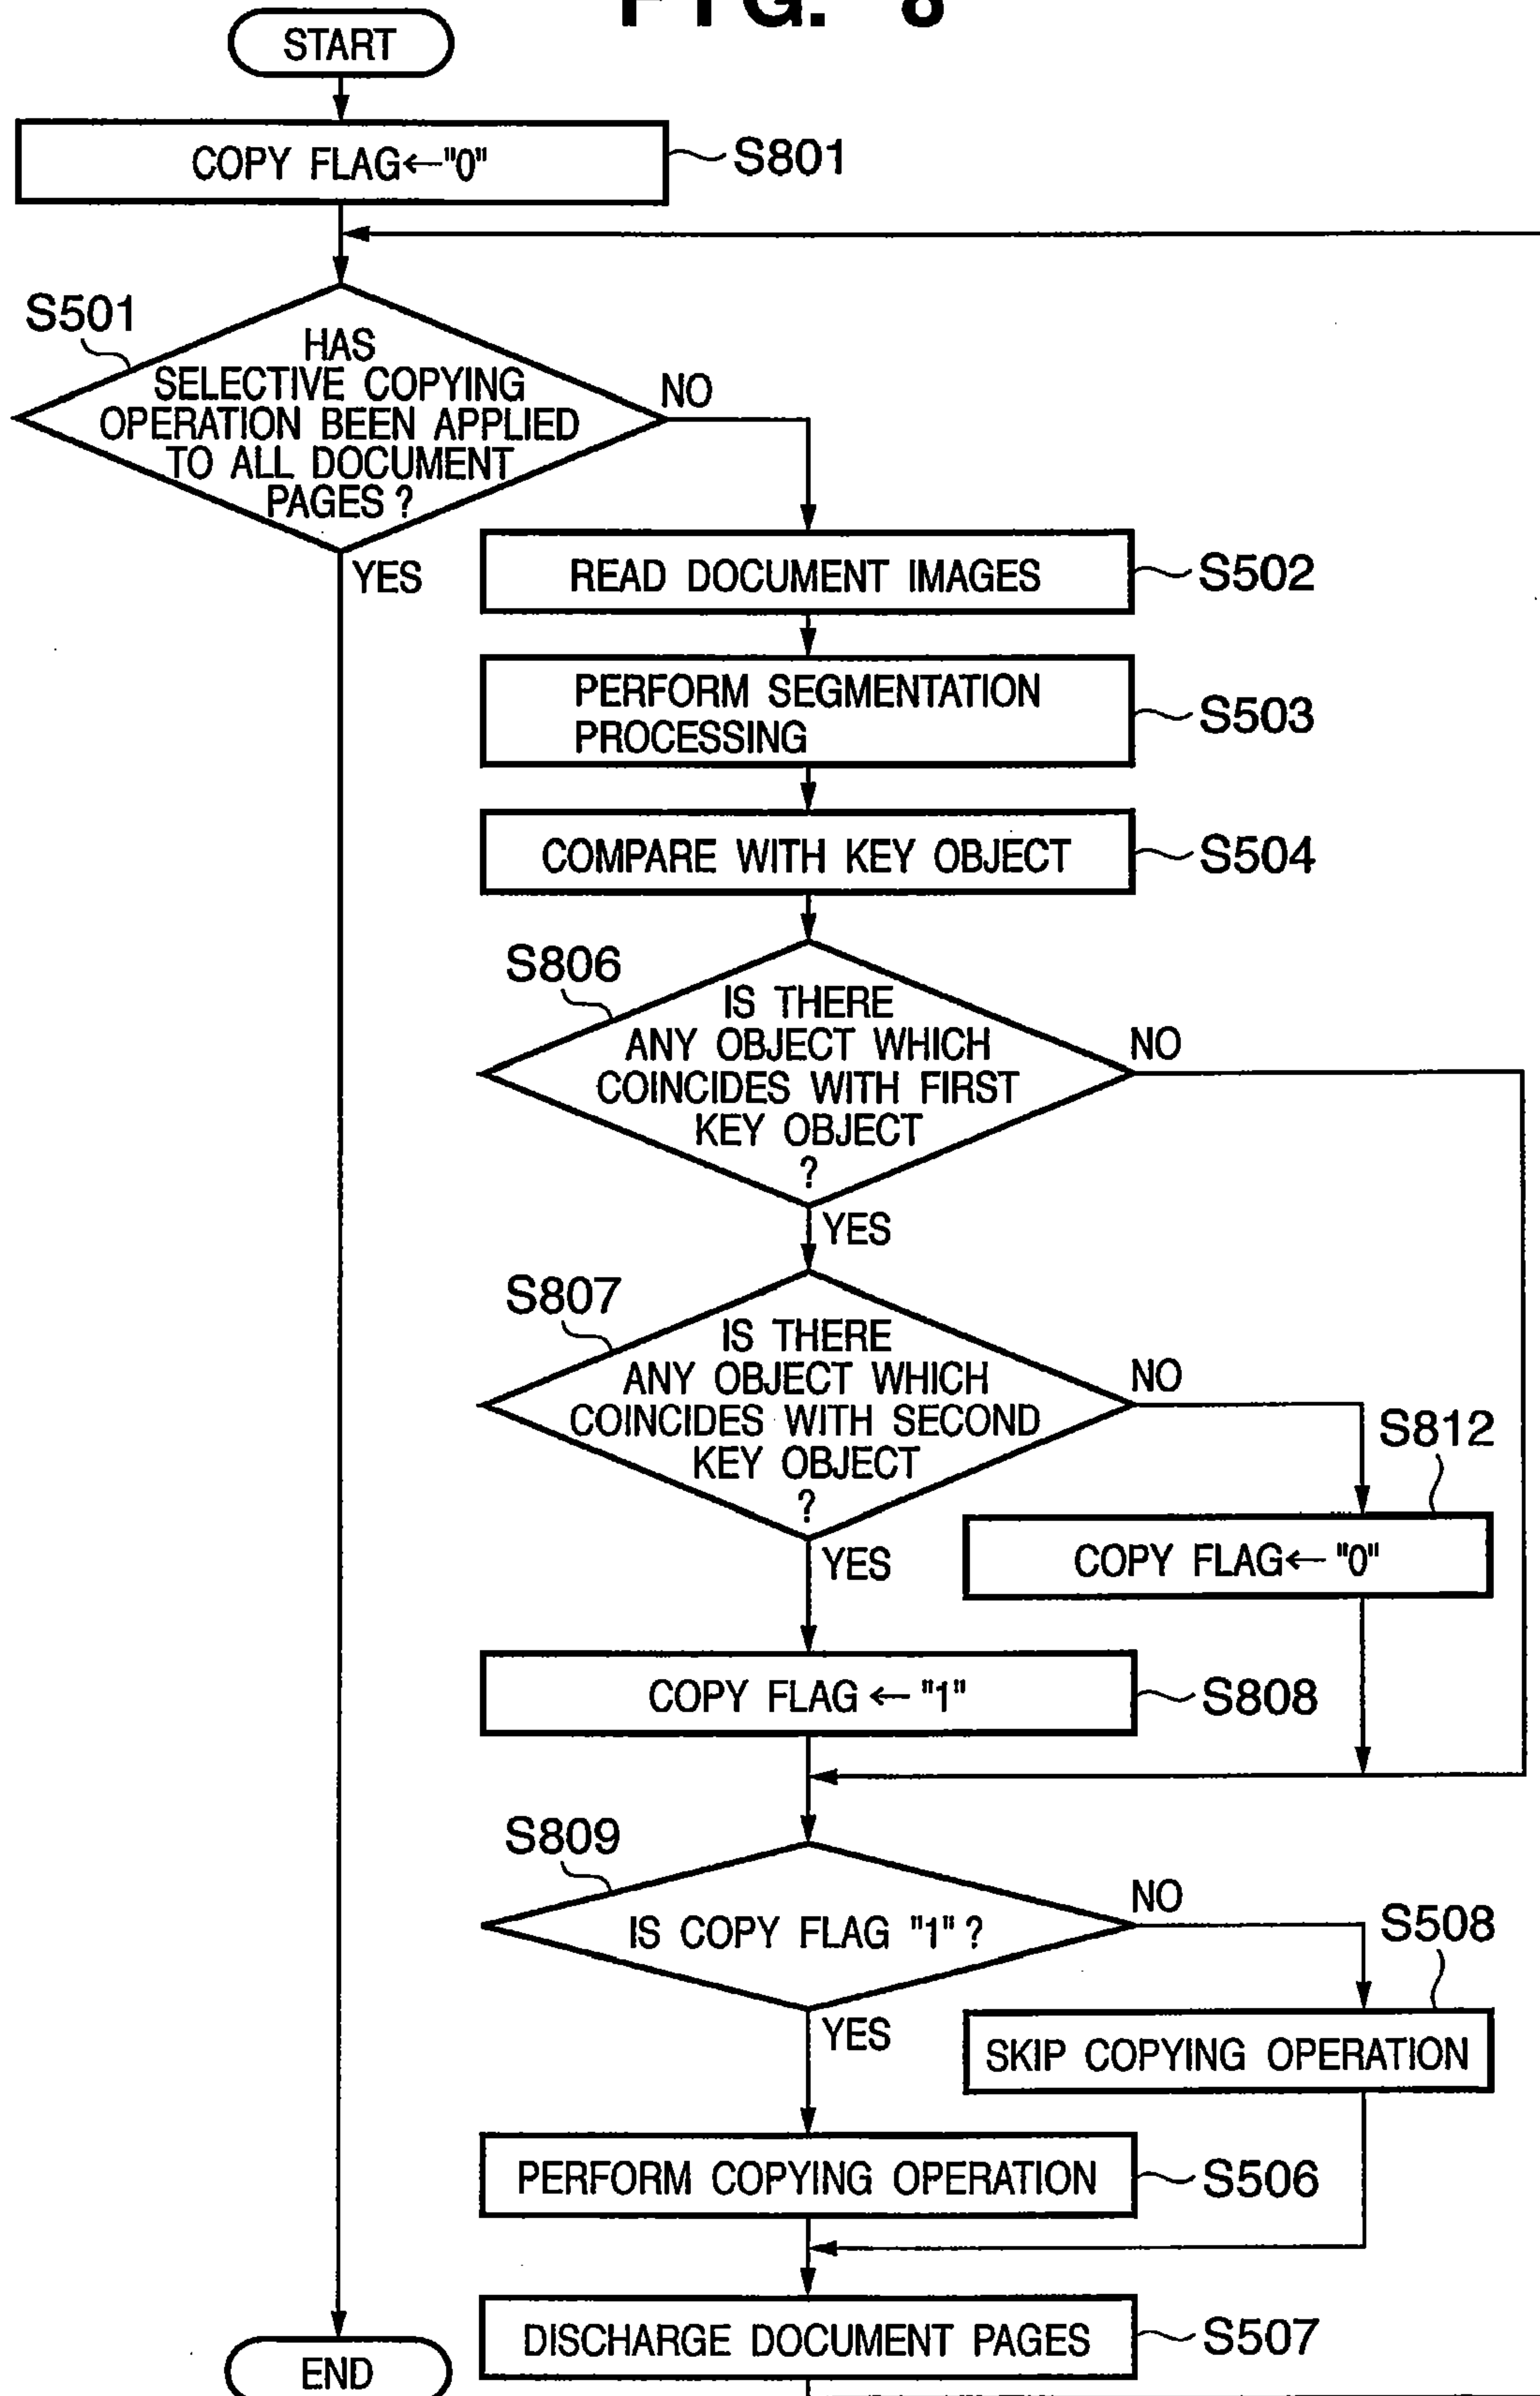 FIG. 8
START
COPY FLAG←"0"
S801
S501
HAS
SELECTIVE COPYING
OPERATION BEEN APPLIED
TO ALL DOCUMENT
PAGES ?
NO
YES
READ DOCUMENT IMAGES
S502
PERFORM SEGMENTATION
PROCESSING
S503
COMPARE WITH KEY OBJECT
S504
S806
IS THERE
ANY OBJECT WHICH
COINCIDES WITH FIRST
KEY OBJECT
?
NO
YES
S807
IS THERE
ANY OBJECT WHICH
COINCIDES WITH SECOND
KEY OBJECT
?
NO
YES
S812
COPY FLAG← "0"
COPY FLAG ← "1"
S808
S809
IS COPY FLAG "1" ?
NO
YES
S508
SKIP COPYING OPERATION
PERFORM COPYING OPERATION
S506
DISCHARGE DOCUMENT PAGES
S507
END